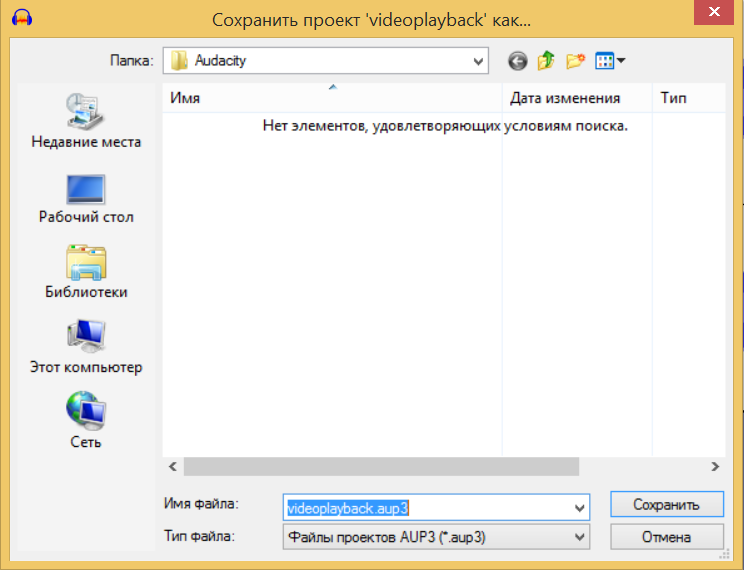 Сохранить проект 'videoplayback' как...
Папка: Audacity
Имя Дата изменения Тип
Нет элементов, удовлетворяющих условиям поиска.
Недавние места
Рабочий стол
Библиотеки
Этот компьютер
Сеть
Имя файла: videoplayback.aup3 Сохранить
Тип файла: Файлы проектов AUP3 (*.aup3) Отмена